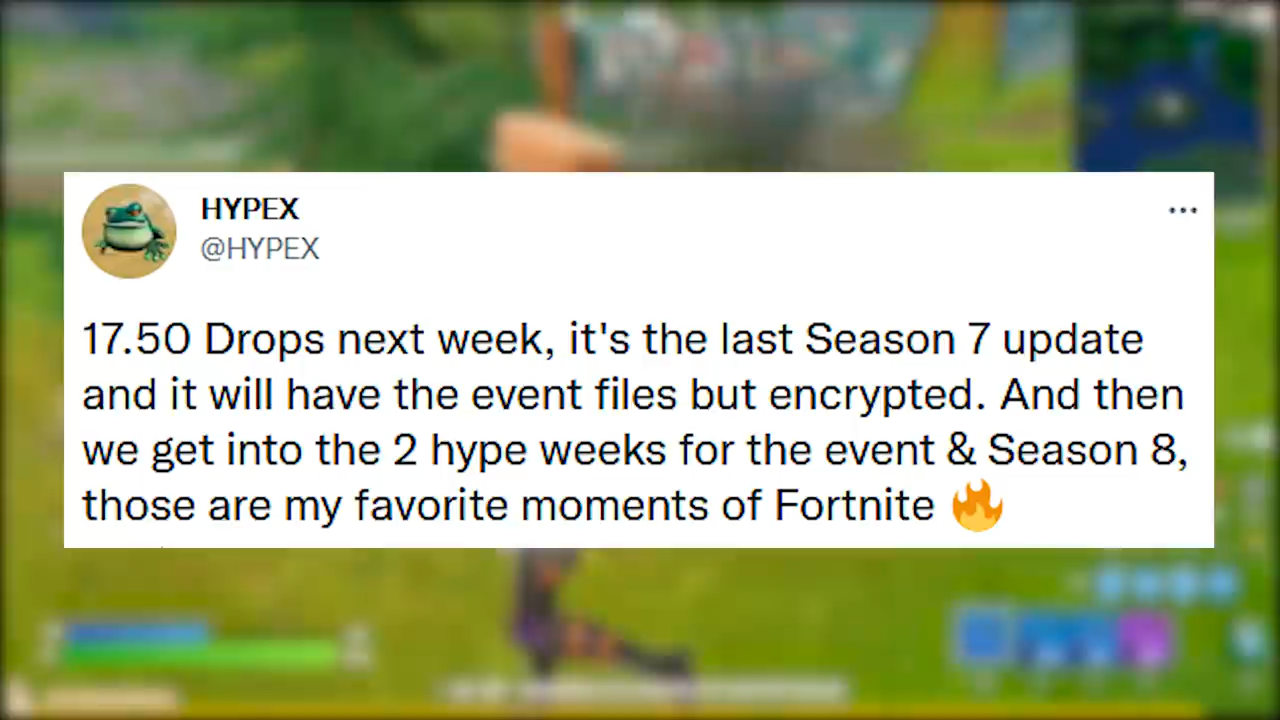 HYPEX
@HYPEX
17.50 Drops next week, it's the last Season 7 update
and it will have the event files but encrypted. And then
we get into the 2 hype weeks for the event & Season 8,
those are my favorite moments of Fortnite 🔥